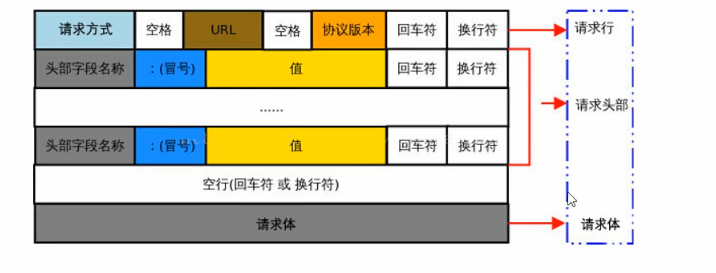 请求方式 空格 URL 空格 协议版本 回车符 换行符 请求行
头部字段名称 :(冒号) 值 回车符 换行符
...... 请求头部
头部字段名称 :(冒号) 值 回车符 换行符
空行(回车符 或 换行符)
请求体 请求体